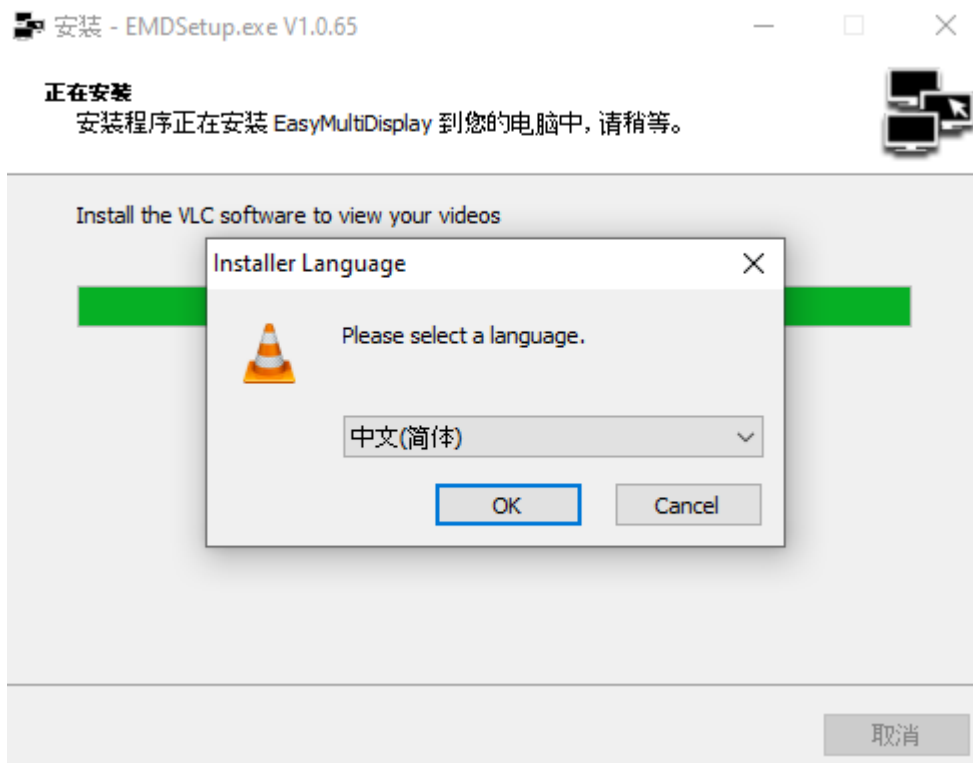 安装 - EMDSetup.exe V1.0.65
正在安装
安装程序正在安装 EasyMultiDisplay 到您的电脑中, 请稍等。
Install the VLC software to view your videos
Installer Language
Please select a language.
中文(简体)
OK
Cancel
取消